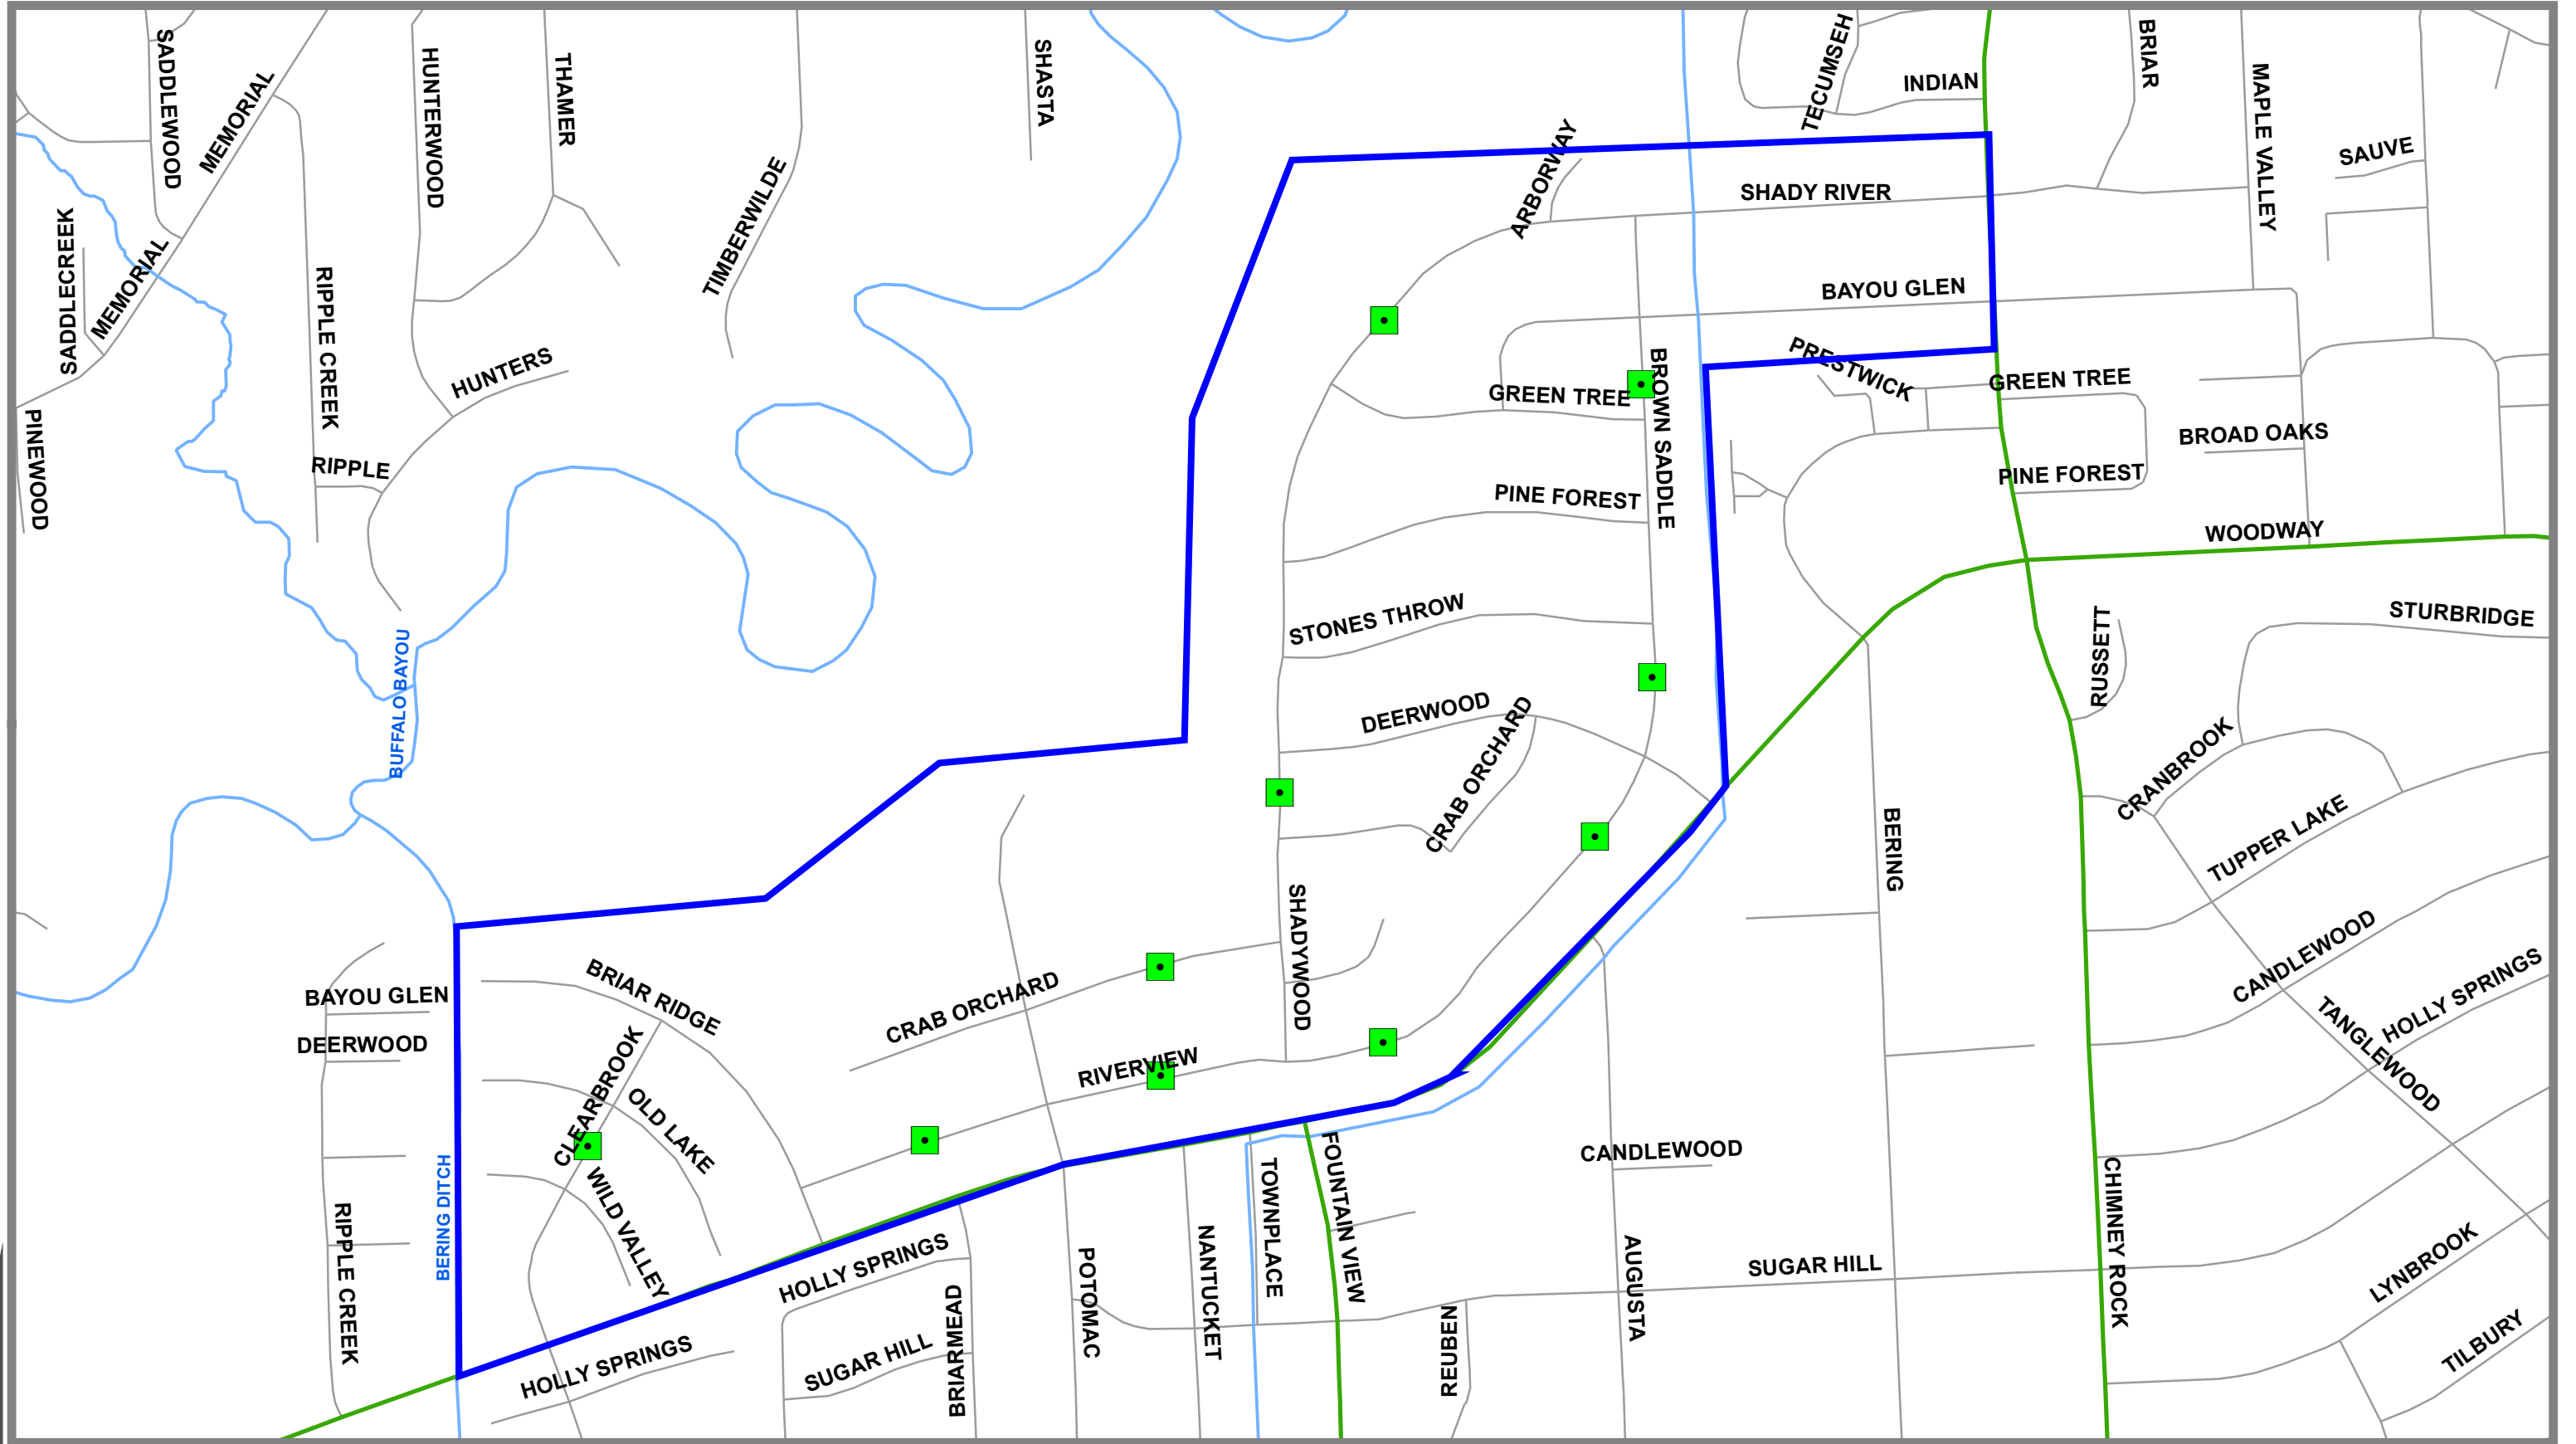 SADDLEWOOD
MEMORIAL
HUNTERWOOD
THAMER
SHASTA
TECUMSEH
INDIAN
BRIAR
MAPLE VALLEY
SAUVE
ARBORWAY
SHADY RIVER
TIMBERWILDE
SADDLECREEK
MEMORIAL
RIPPLE CREEK
BAYOU GLEN
HUNTERS
PRESTWICK
GREEN TREE
GREEN TREE
BROWN SADDLE
PINEWOOD
RIPPLE
BROAD OAKS
PINE FOREST
PINE FOREST
WOODWAY
STONES THROW
STURBRIDGE
RUSSETT
BUFFALO BAYOU
DEERWOOD
CRAB ORCHARD
CRANBROOK
TUPPER LAKE
BERING
SHADYWOOD
CANDLEWOOD
HOLLY SPRINGS
BAYOU GLEN
BRIAR RIDGE
CRAB ORCHARD
TANGLEWOOD
DEERWOOD
CLEARBROOK
RIVERVIEW
OLD LAKE
CANDLEWOOD
BERING DITCH
WILD VALLEY
TOWNPLACE
FOUNTAIN VIEW
CHIMNEY ROCK
RIPPLE CREEK
HOLLY SPRINGS
POTOMAC
NANTUCKET
AUGUSTA
SUGAR HILL
LYNBROOK
HOLLY SPRINGS
SUGAR HILL
BRIARMEAD
REUBEN
TILBURY